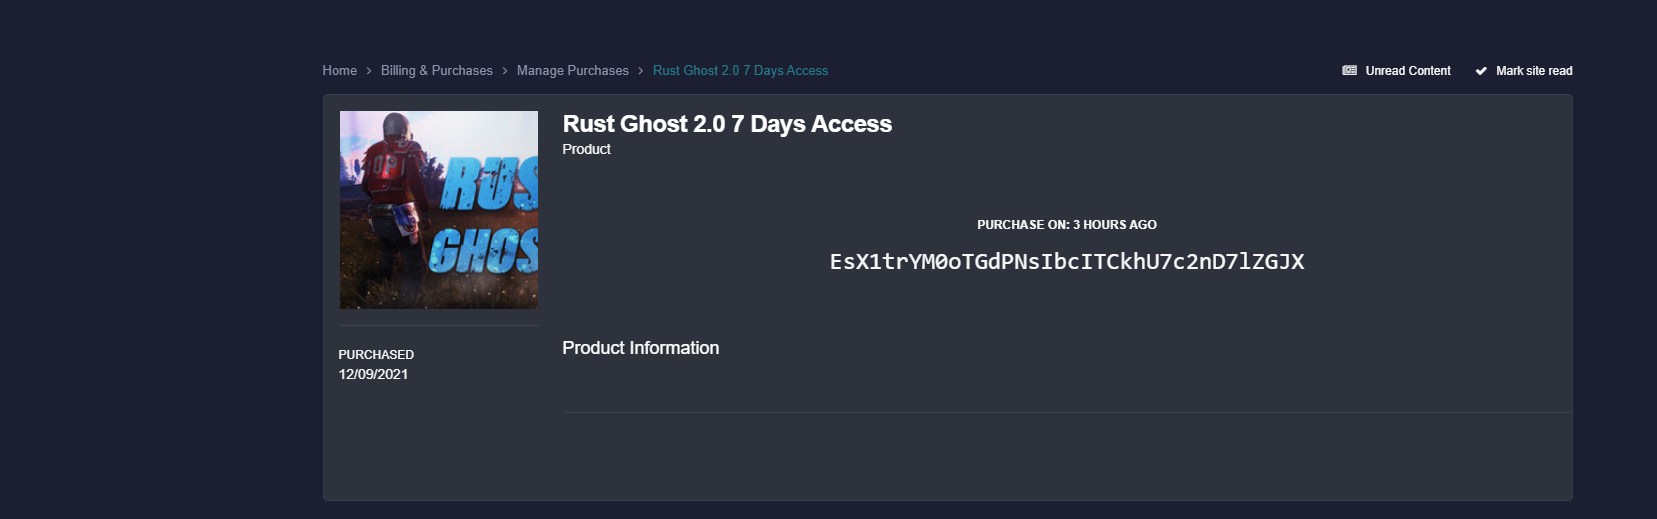 Home > Billing & Purchases > Manage Purchases > Rust Ghost 2.0 7 Days Access
Unread Content
Mark site read
Rust Ghost 2.0 7 Days Access
Product
RUS
GHOS
PURCHASE ON: 3 HOURS AGO
EsX1trYM0oTGdPNsIbcITCkhU7c2nD7lZGJX
Product Information
PURCHASED
12/09/2021